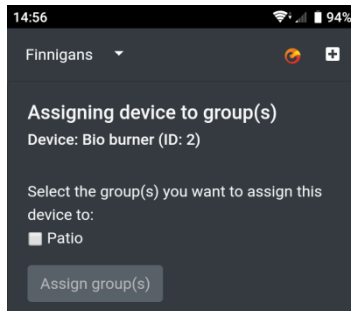 14:56 94%
Finnigans
Assigning device to group(s)
Device: Bio burner (ID: 2)
Select the group(s) you want to assign this
device to:
Patio
Assign group(s)